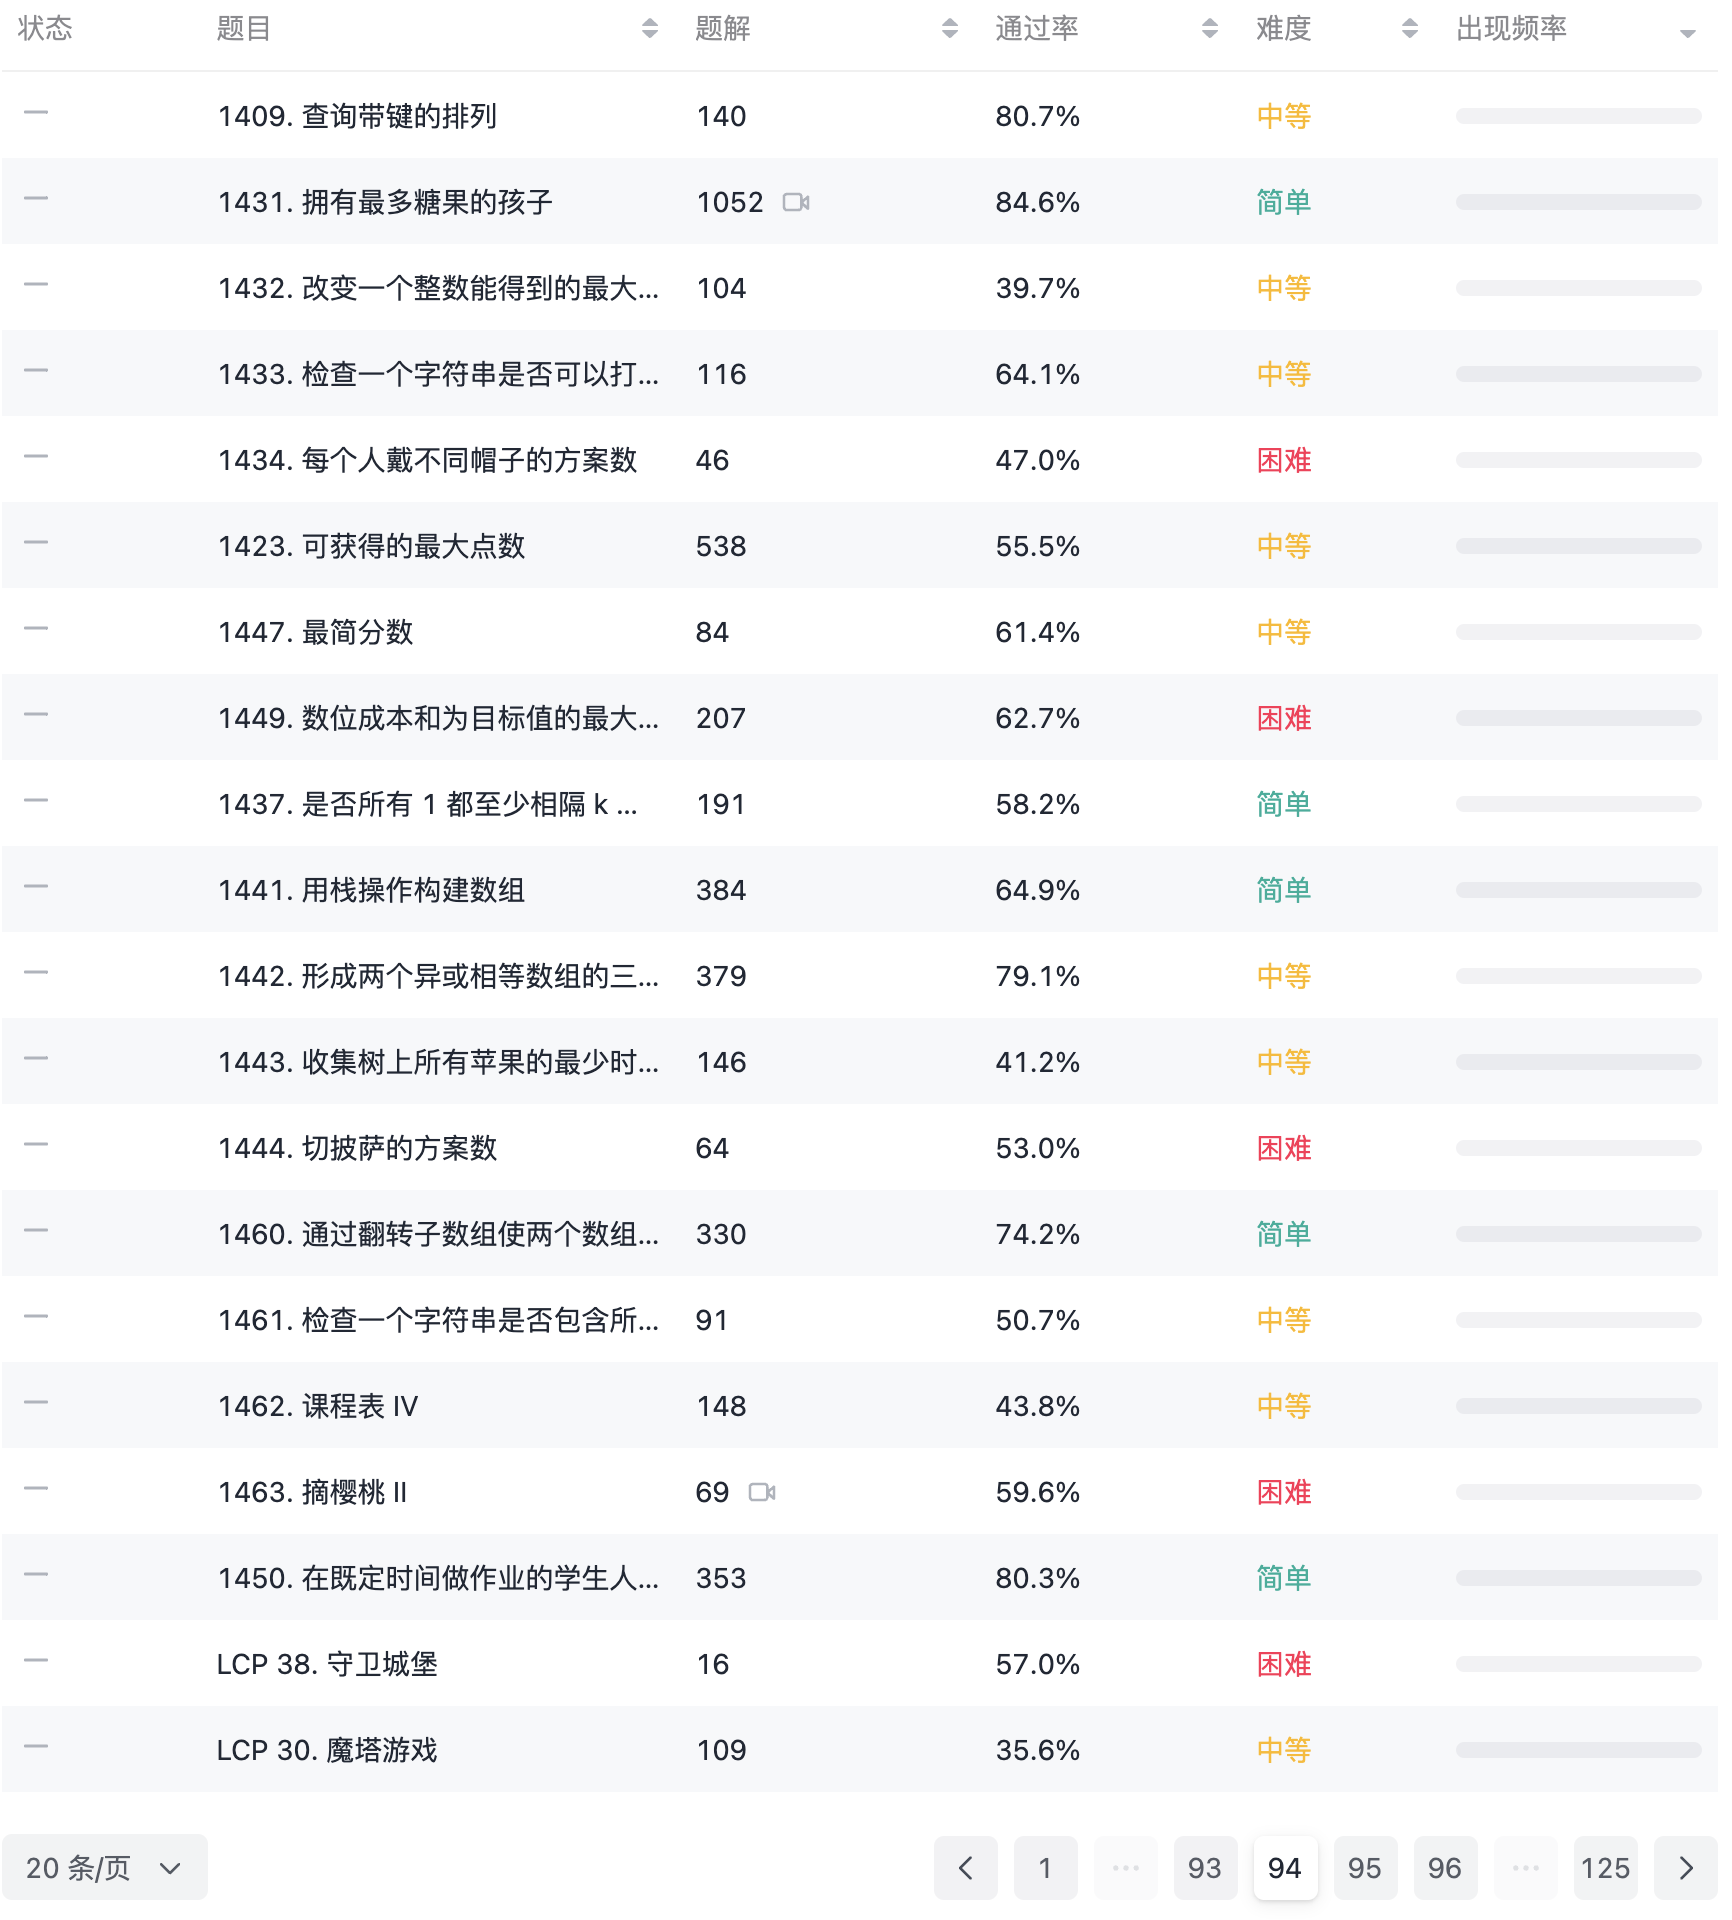 状态 题目 题解 通过率 难度 出现频率
1409. 查询带键的排列 140 80.7% 中等
1431. 拥有最多糖果的孩子 1052 84.6% 简单
1432. 改变一个整数能得到的最大... 104 39.7% 中等
1433. 检查一个字符串是否可以打... 116 64.1% 中等
1434. 每个人戴不同帽子的方案数 46 47.0% 困难
1423. 可获得的最大点数 538 55.5% 中等
1447. 最简分数 84 61.4% 中等
1449. 数位成本和为目标值的最大... 207 62.7% 困难
1437. 是否所有 1 都至少相隔 k ... 191 58.2% 简单
1441. 用栈操作构建数组 384 64.9% 简单
1442. 形成两个异或相等数组的三... 379 79.1% 中等
1443. 收集树上所有苹果的最少时... 146 41.2% 中等
1444. 切披萨的方案数 64 53.0% 困难
1460. 通过翻转子数组使两个数组... 330 74.2% 简单
1461. 检查一个字符串是否包含所... 91 50.7% 中等
1462. 课程表 IV 148 43.8% 中等
1463. 摘樱桃 II 69 59.6% 困难
1450. 在既定时间做作业的学生人... 353 80.3% 简单
LCP 38. 守卫城堡 16 57.0% 困难
LCP 30. 魔塔游戏 109 35.6% 中等
20 条/页 1 ... 93 94 95 96 ... 125